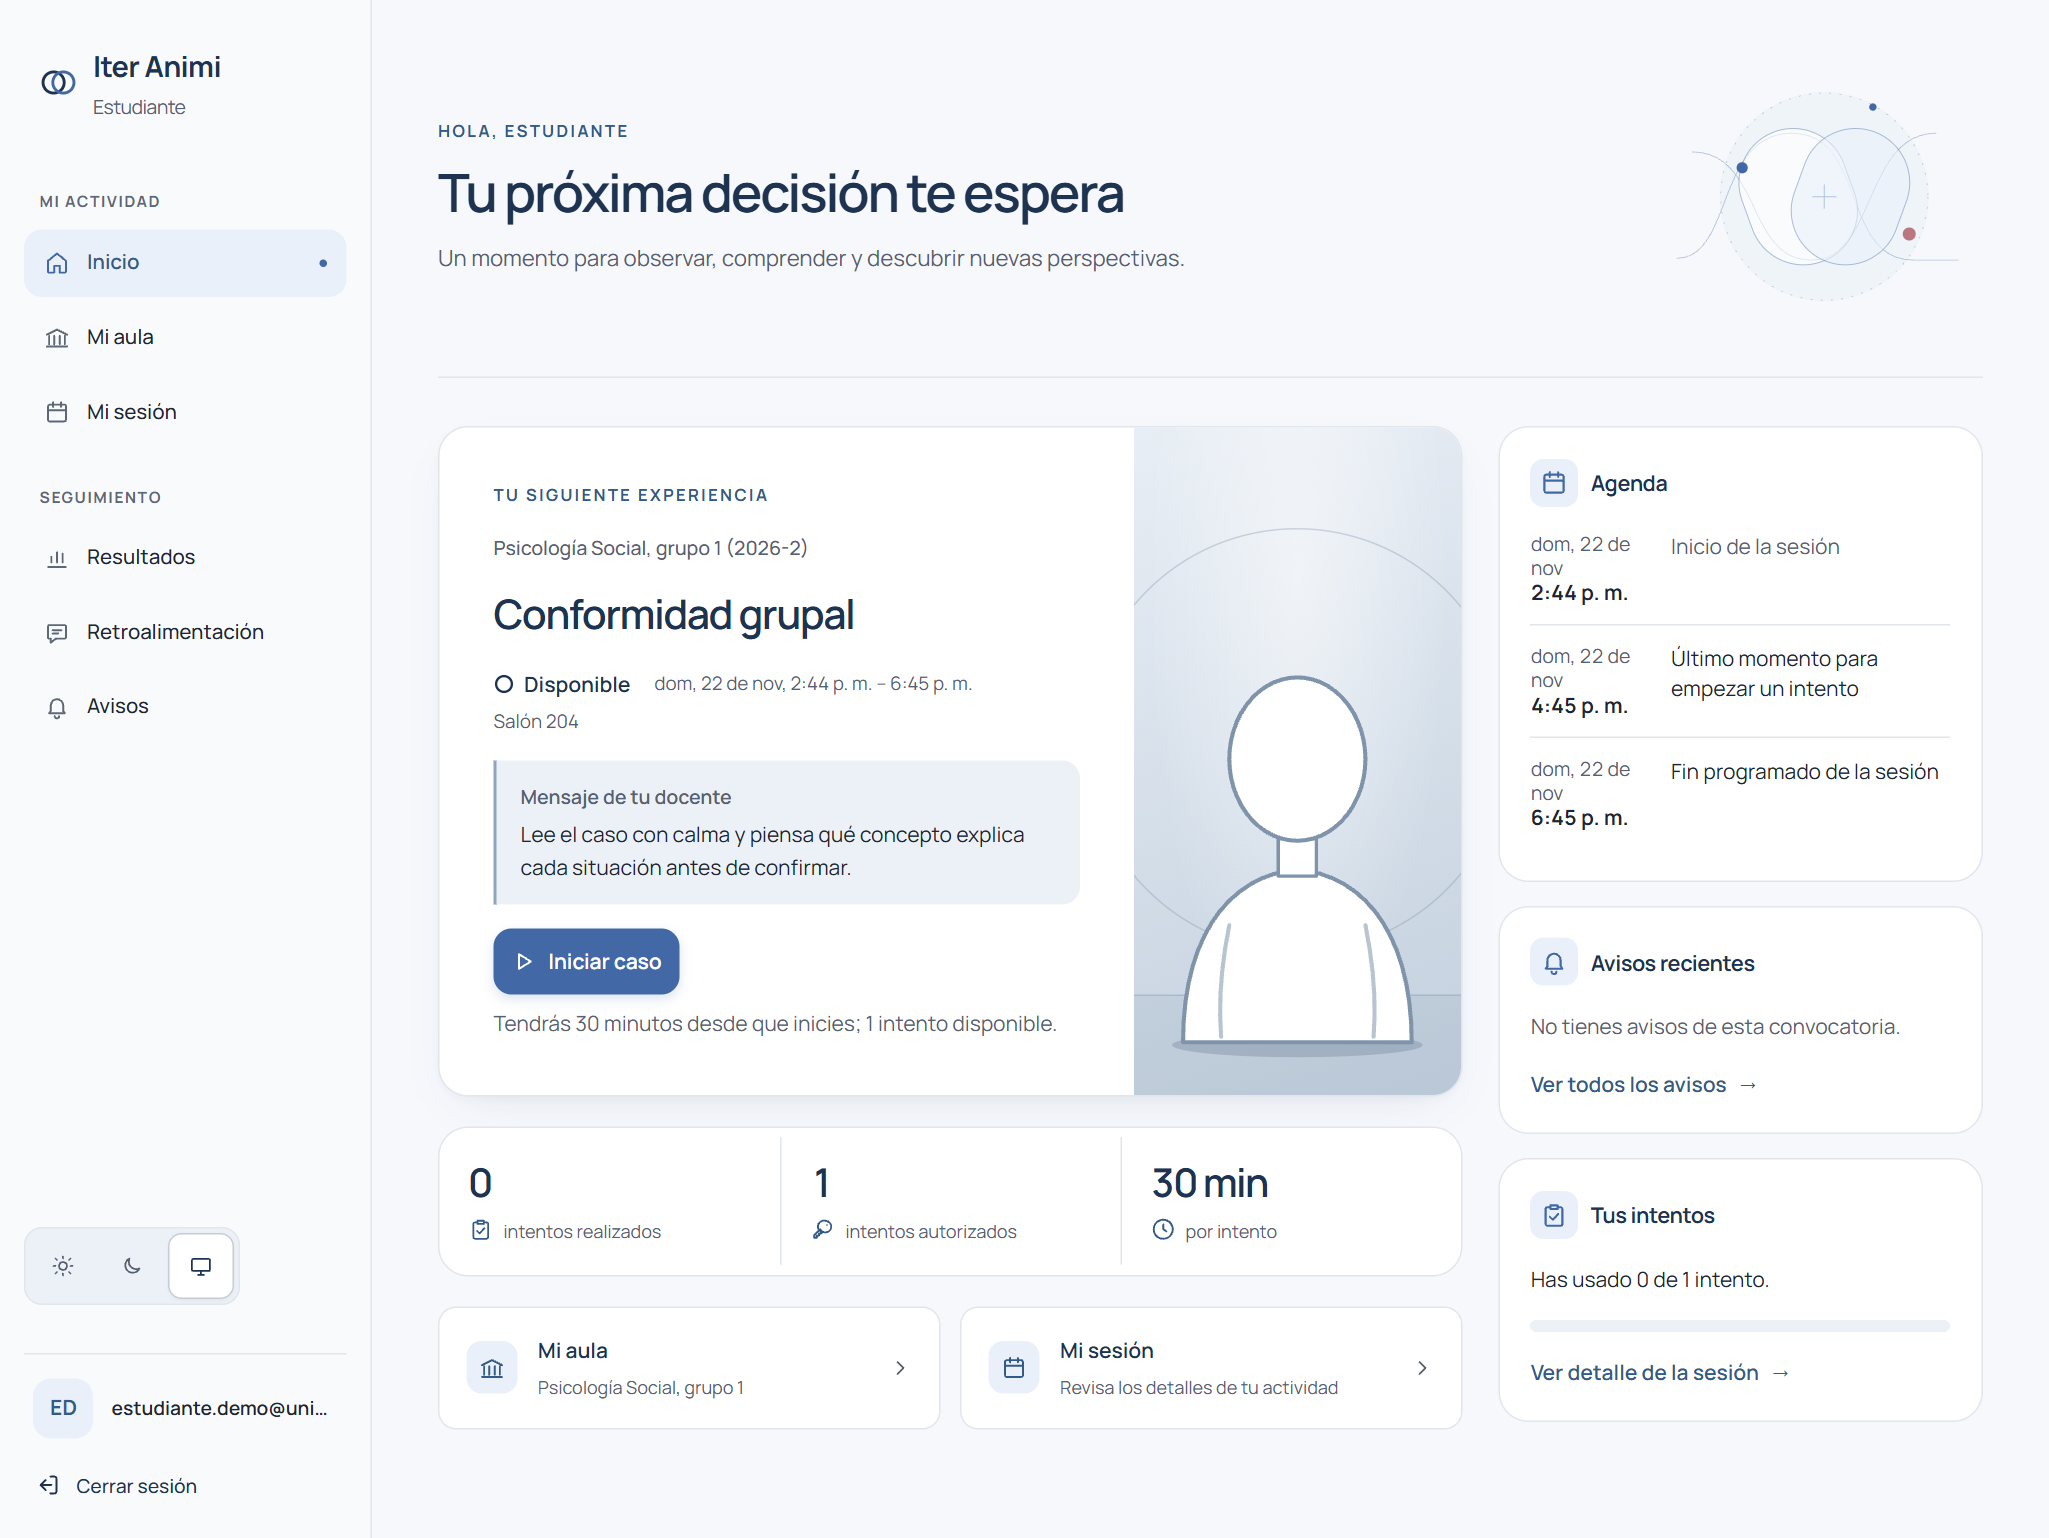 Iter Animi
Estudiante
MI ACTIVIDAD
Inicio
Mi aula
Mi sesión
SEGUIMIENTO
Resultados
Retroalimentación
Avisos
ED
estudiante.demo@uni...
Cerrar sesión
HOLA, ESTUDIANTE
Tu próxima decisión te espera
Un momento para observar, comprender y descubrir nuevas perspectivas.
TU SIGUIENTE EXPERIENCIA
Psicología Social, grupo 1 (2026-2)
Conformidad grupal
Disponible dom, 22 de nov, 2:44 p. m. – 6:45 p. m.
Salón 204
Mensaje de tu docente
Lee el caso con calma y piensa qué concepto explica
cada situación antes de confirmar.
Iniciar caso
Tendrás 30 minutos desde que inicies; 1 intento disponible.
0
intentos realizados
1
intentos autorizados
30 min
por intento
Mi aula
Psicología Social, grupo 1
Mi sesión
Revisa los detalles de tu actividad
Agenda
dom, 22 de
nov
2:44 p. m.
Inicio de la sesión
dom, 22 de
nov
4:45 p. m.
Último momento para
empezar un intento
dom, 22 de
nov
6:45 p. m.
Fin programado de la sesión
Avisos recientes
No tienes avisos de esta convocatoria.
Ver todos los avisos →
Tus intentos
Has usado 0 de 1 intento.
Ver detalle de la sesión →